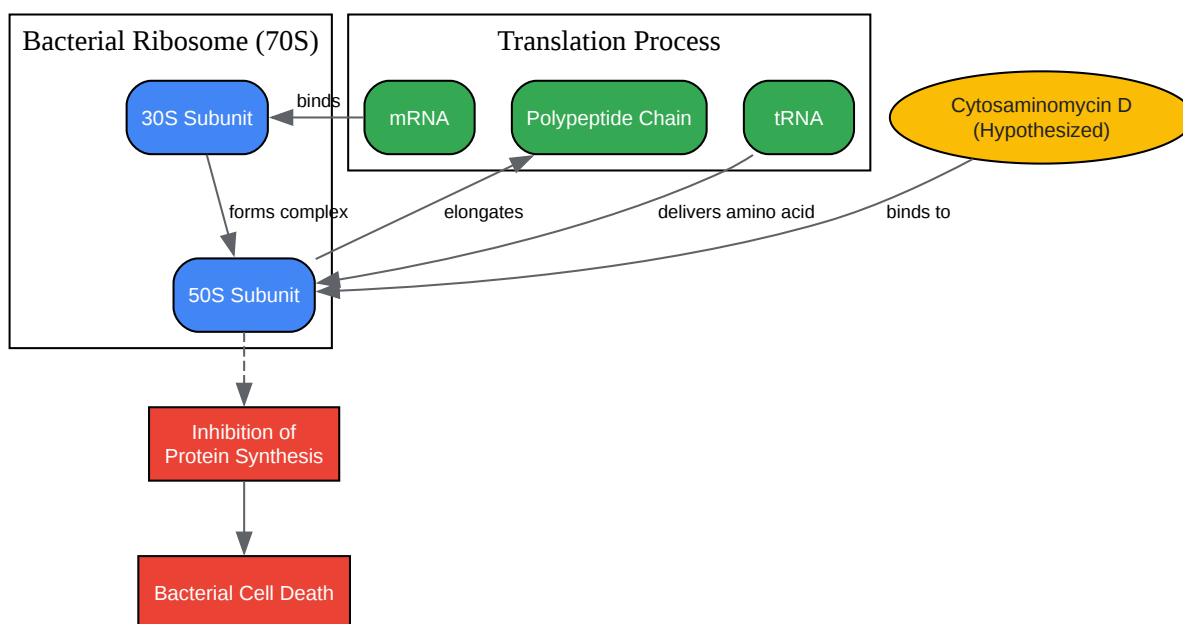 Bacterial Ribosome (70S)
Translation Process
30S Subunit
binds
mRNA
Polypeptide Chain
tRNA
Cytosaminomycin D
(Hypothesized)
forms complex
elongates
delivers amino acid
binds to
50S Subunit
Inhibition of
Protein Synthesis
Bacterial Cell Death